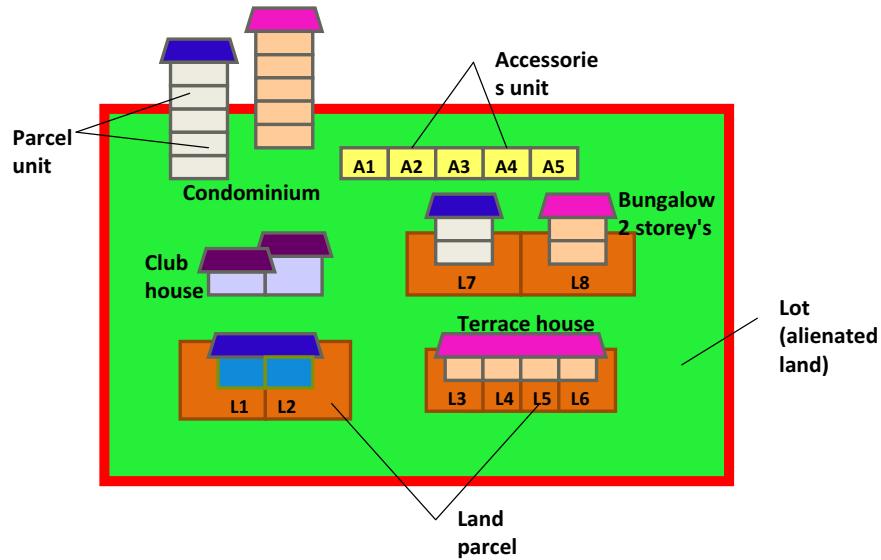 Accessorie
s unit
Parcel
unit
A1 A2 A3 A4 A5
Condominium
Bungalow
2 storey's
Club
house
L7 L8
Lot
(alienated
land)
Terrace house
L1 L2
L3 L4 L5 L6
Land
parcel